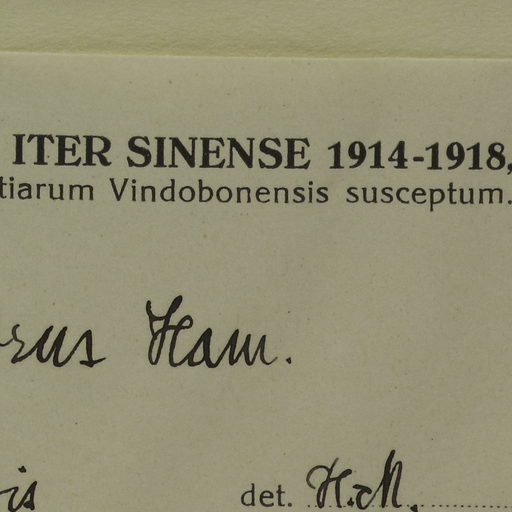 ITER SINENSE 1914-1918,
tiarum Vindobonensis susceptum.
rus Ham.
is det. H.-M.